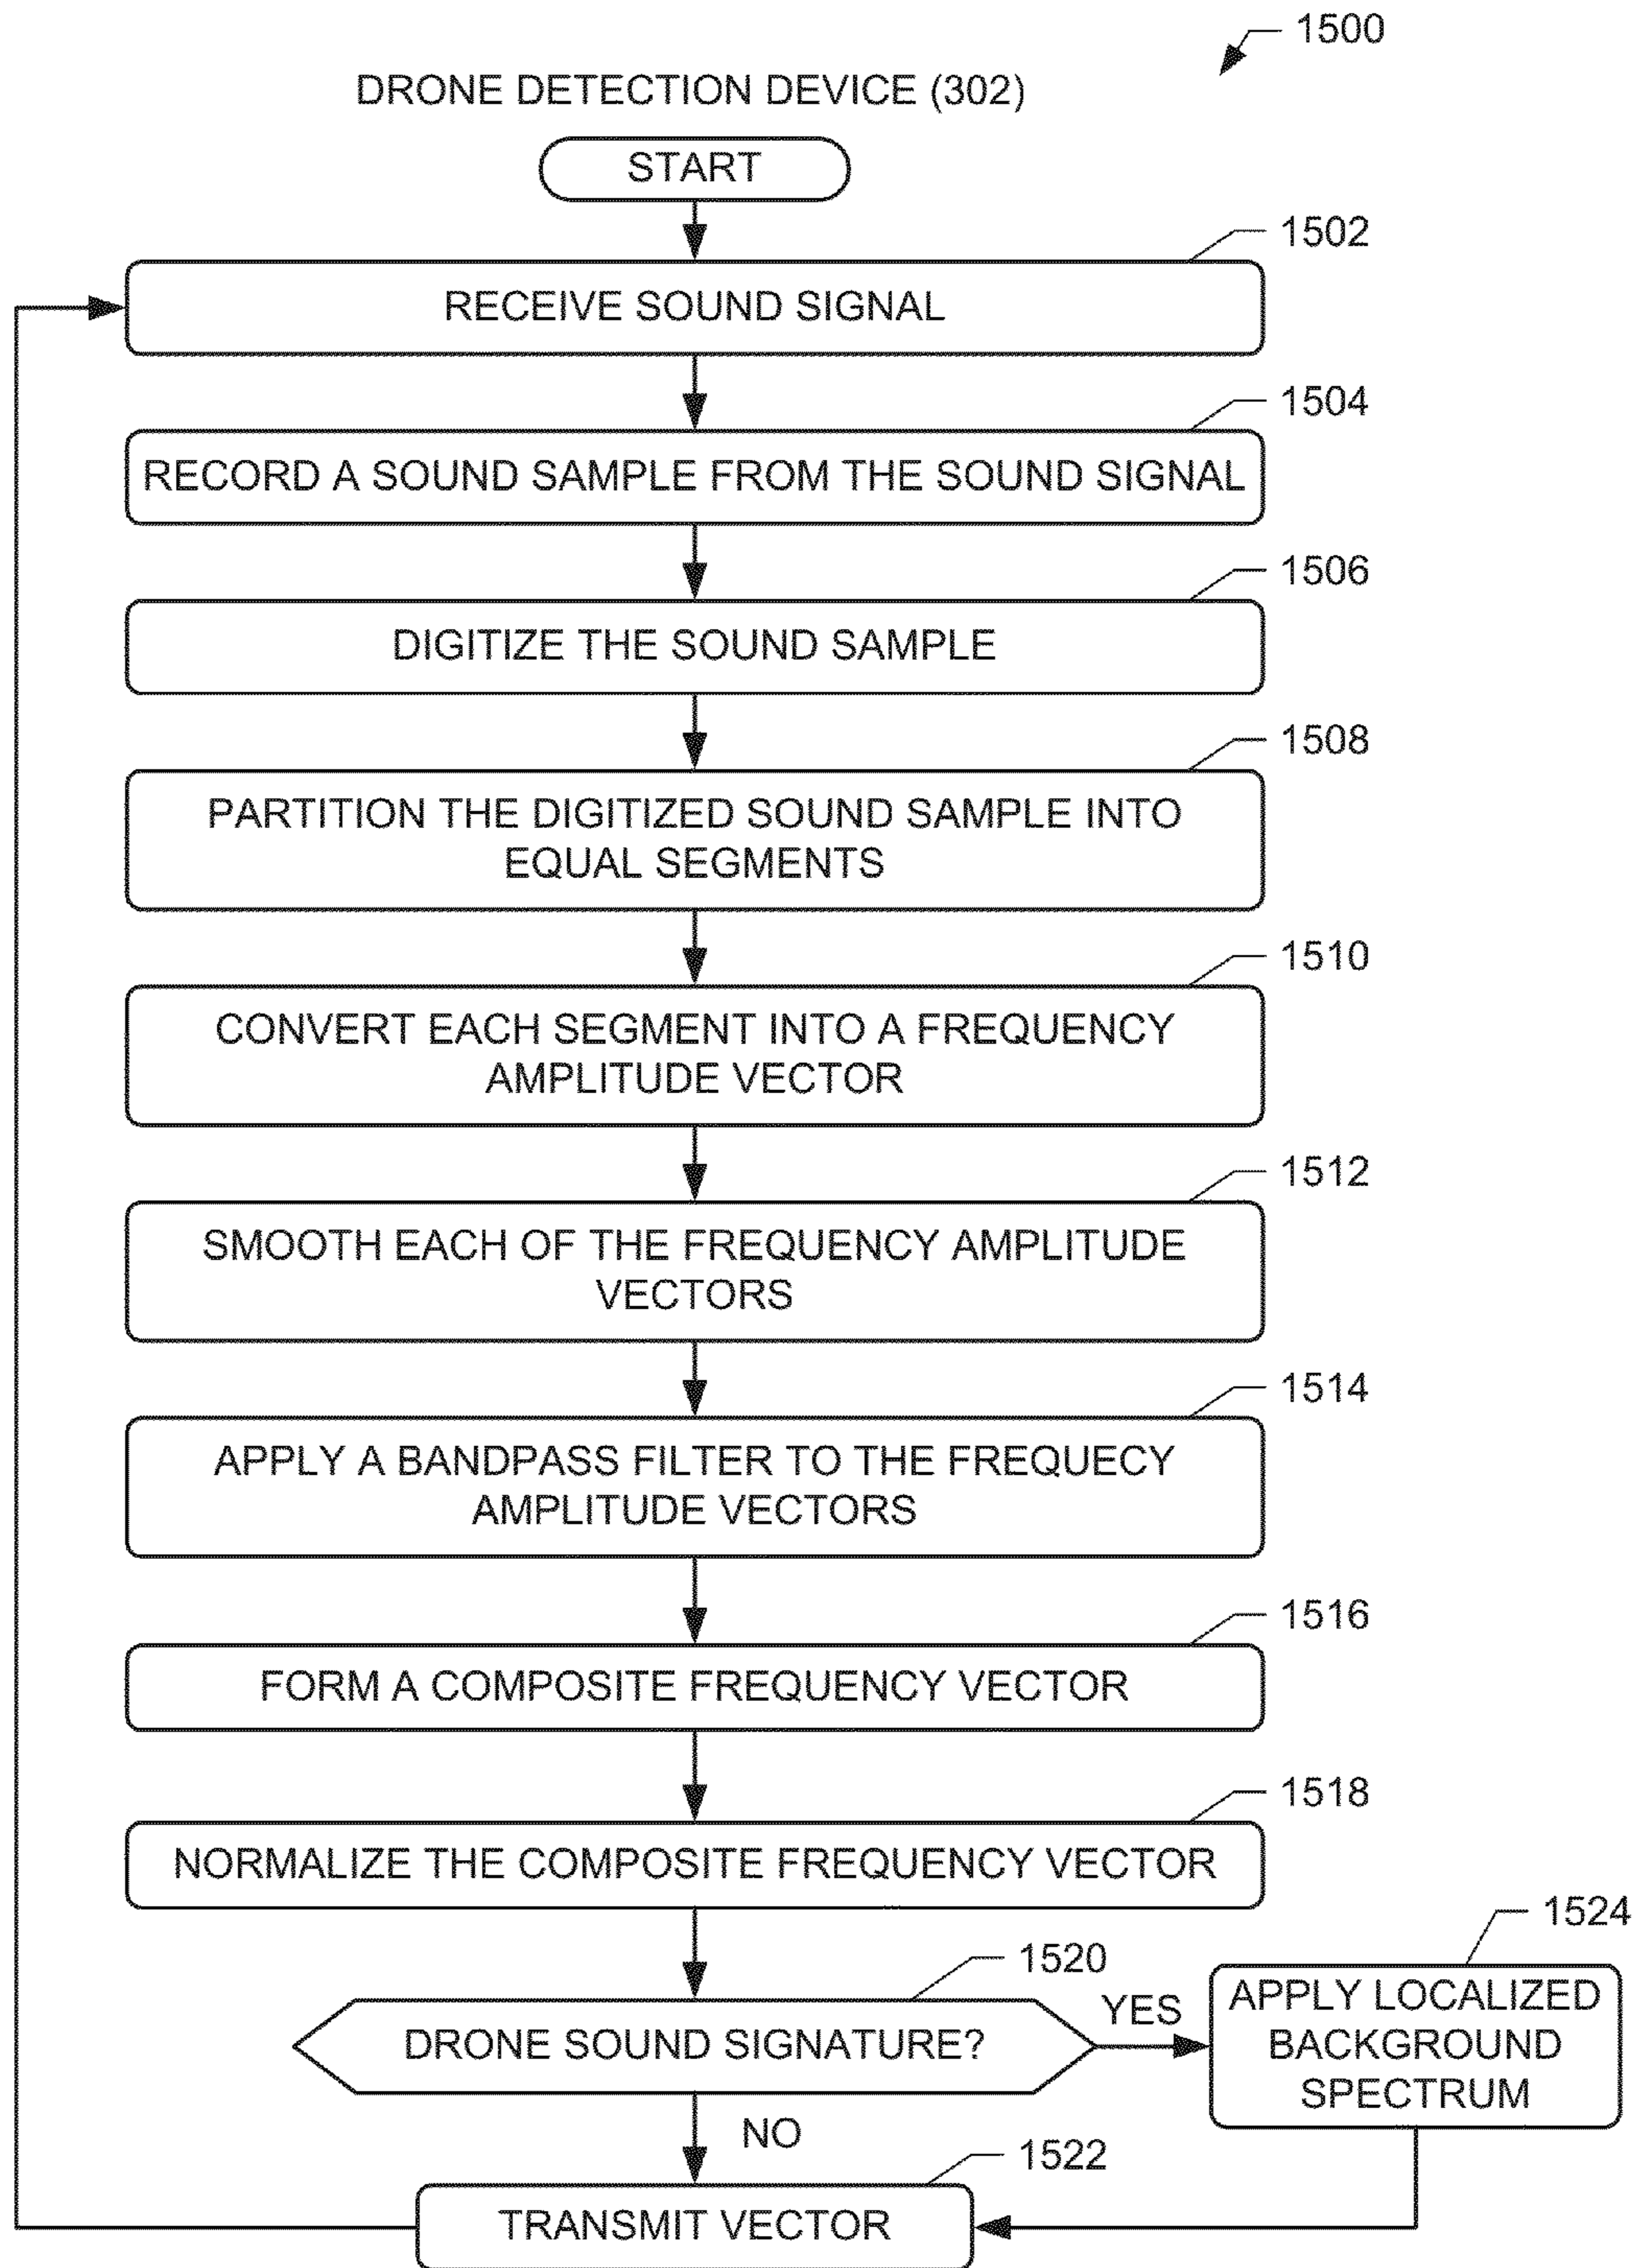 1500
DRONE DETECTION DEVICE (302)
START
1502
RECEIVE SOUND SIGNAL
1504
RECORD A SOUND SAMPLE FROM THE SOUND SIGNAL
1506
DIGITIZE THE SOUND SAMPLE
1508
PARTITION THE DIGITIZED SOUND SAMPLE INTO
EQUAL SEGMENTS
1510
CONVERT EACH SEGMENT INTO A FREQUENCY
AMPLITUDE VECTOR
1512
SMOOTH EACH OF THE FREQUENCY AMPLITUDE
VECTORS
1514
APPLY A BANDPASS FILTER TO THE FREQUECY
AMPLITUDE VECTORS
1516
FORM A COMPOSITE FREQUENCY VECTOR
1518
NORMALIZE THE COMPOSITE FREQUENCY VECTOR
1520
DRONE SOUND SIGNATURE?
YES
1524
APPLY LOCALIZED
BACKGROUND
SPECTRUM
NO
1522
TRANSMIT VECTOR